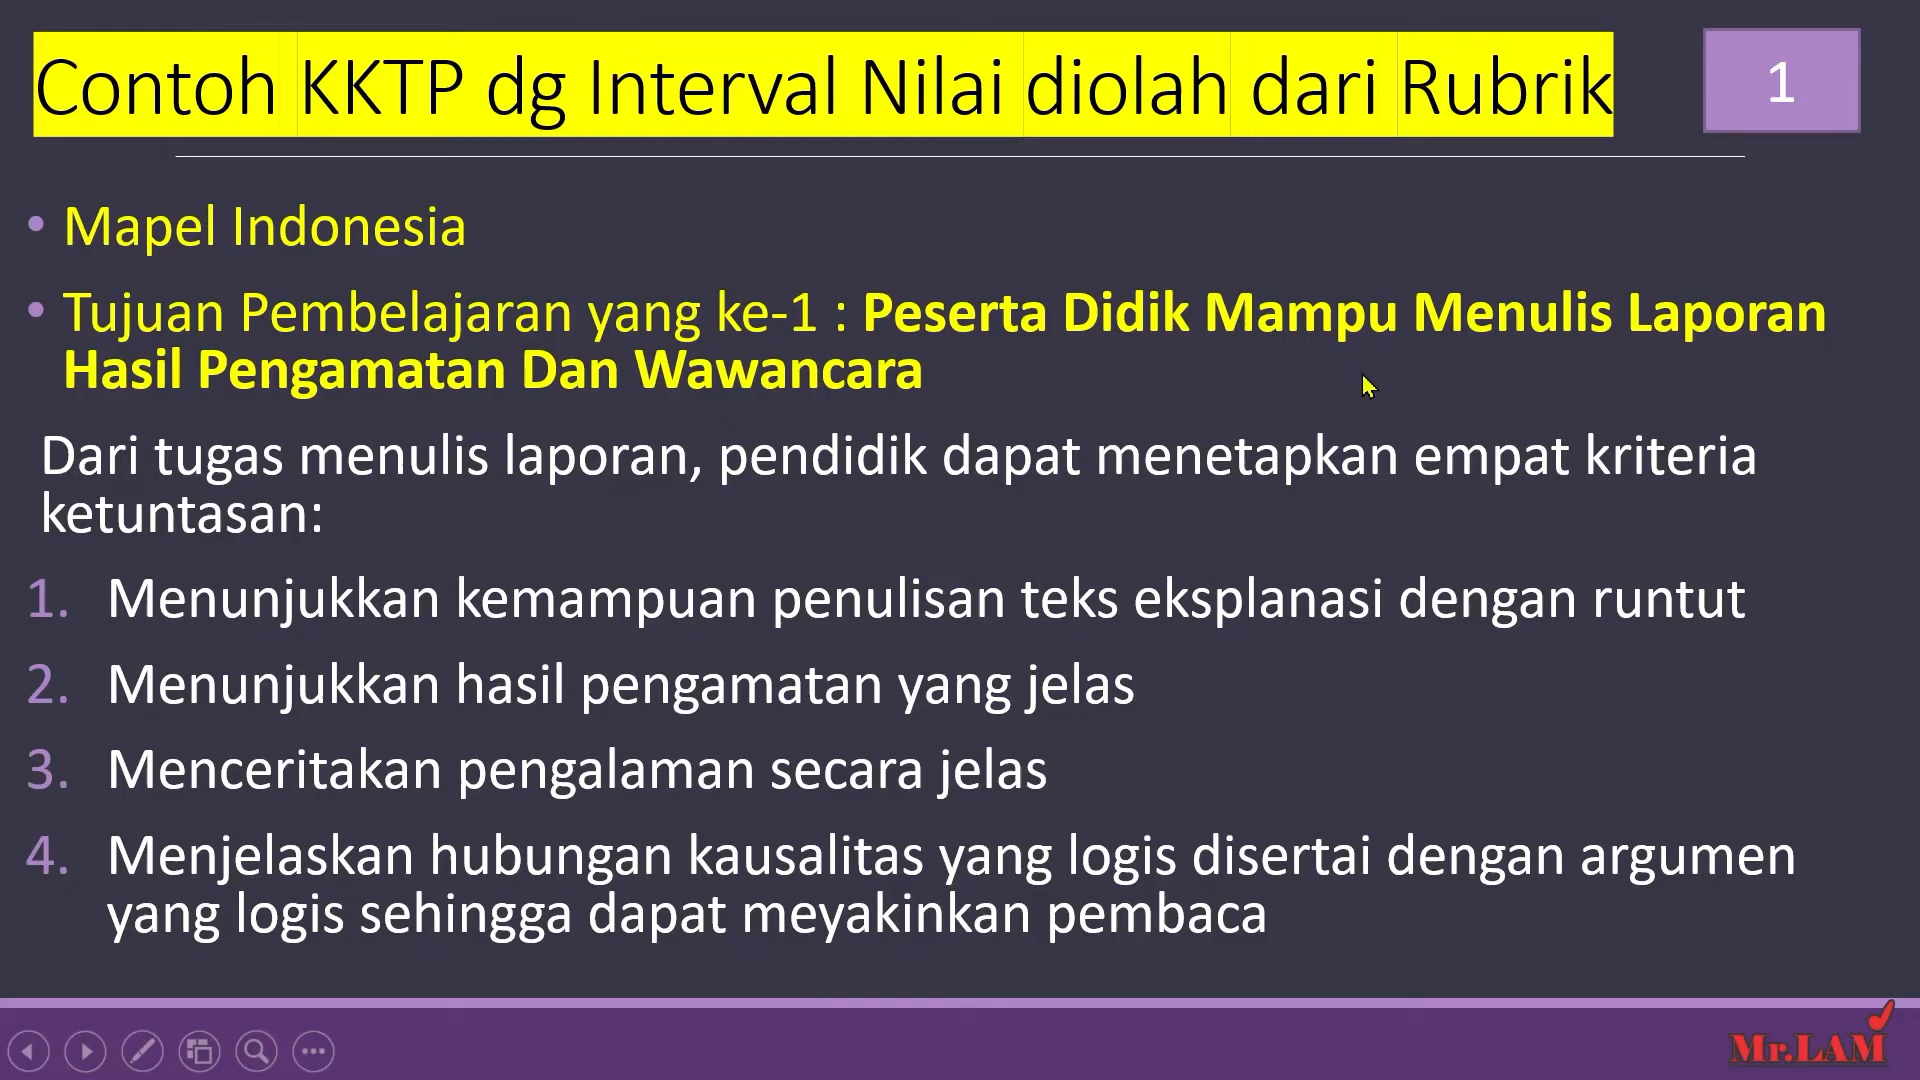 Contoh KKTP dg Interval Nilai diolah dari Rubrik
1
• Mapel Indonesia
• Tujuan Pembelajaran yang ke-1 : Peserta Didik Mampu Menulis Laporan
Hasil Pengamatan Dan Wawancara
Dari tugas menulis laporan, pendidik dapat menetapkan empat kriteria
ketuntasan:
1. Menunjukkan kemampuan penulisan teks eksplanasi dengan runtut
2. Menunjukkan hasil pengamatan yang jelas
3. Menceritakan pengalaman secara jelas
4. Menjelaskan hubungan kausalitas yang logis disertai dengan argumen
yang logis sehingga dapat meyakinkan pembaca
Mr.LAM